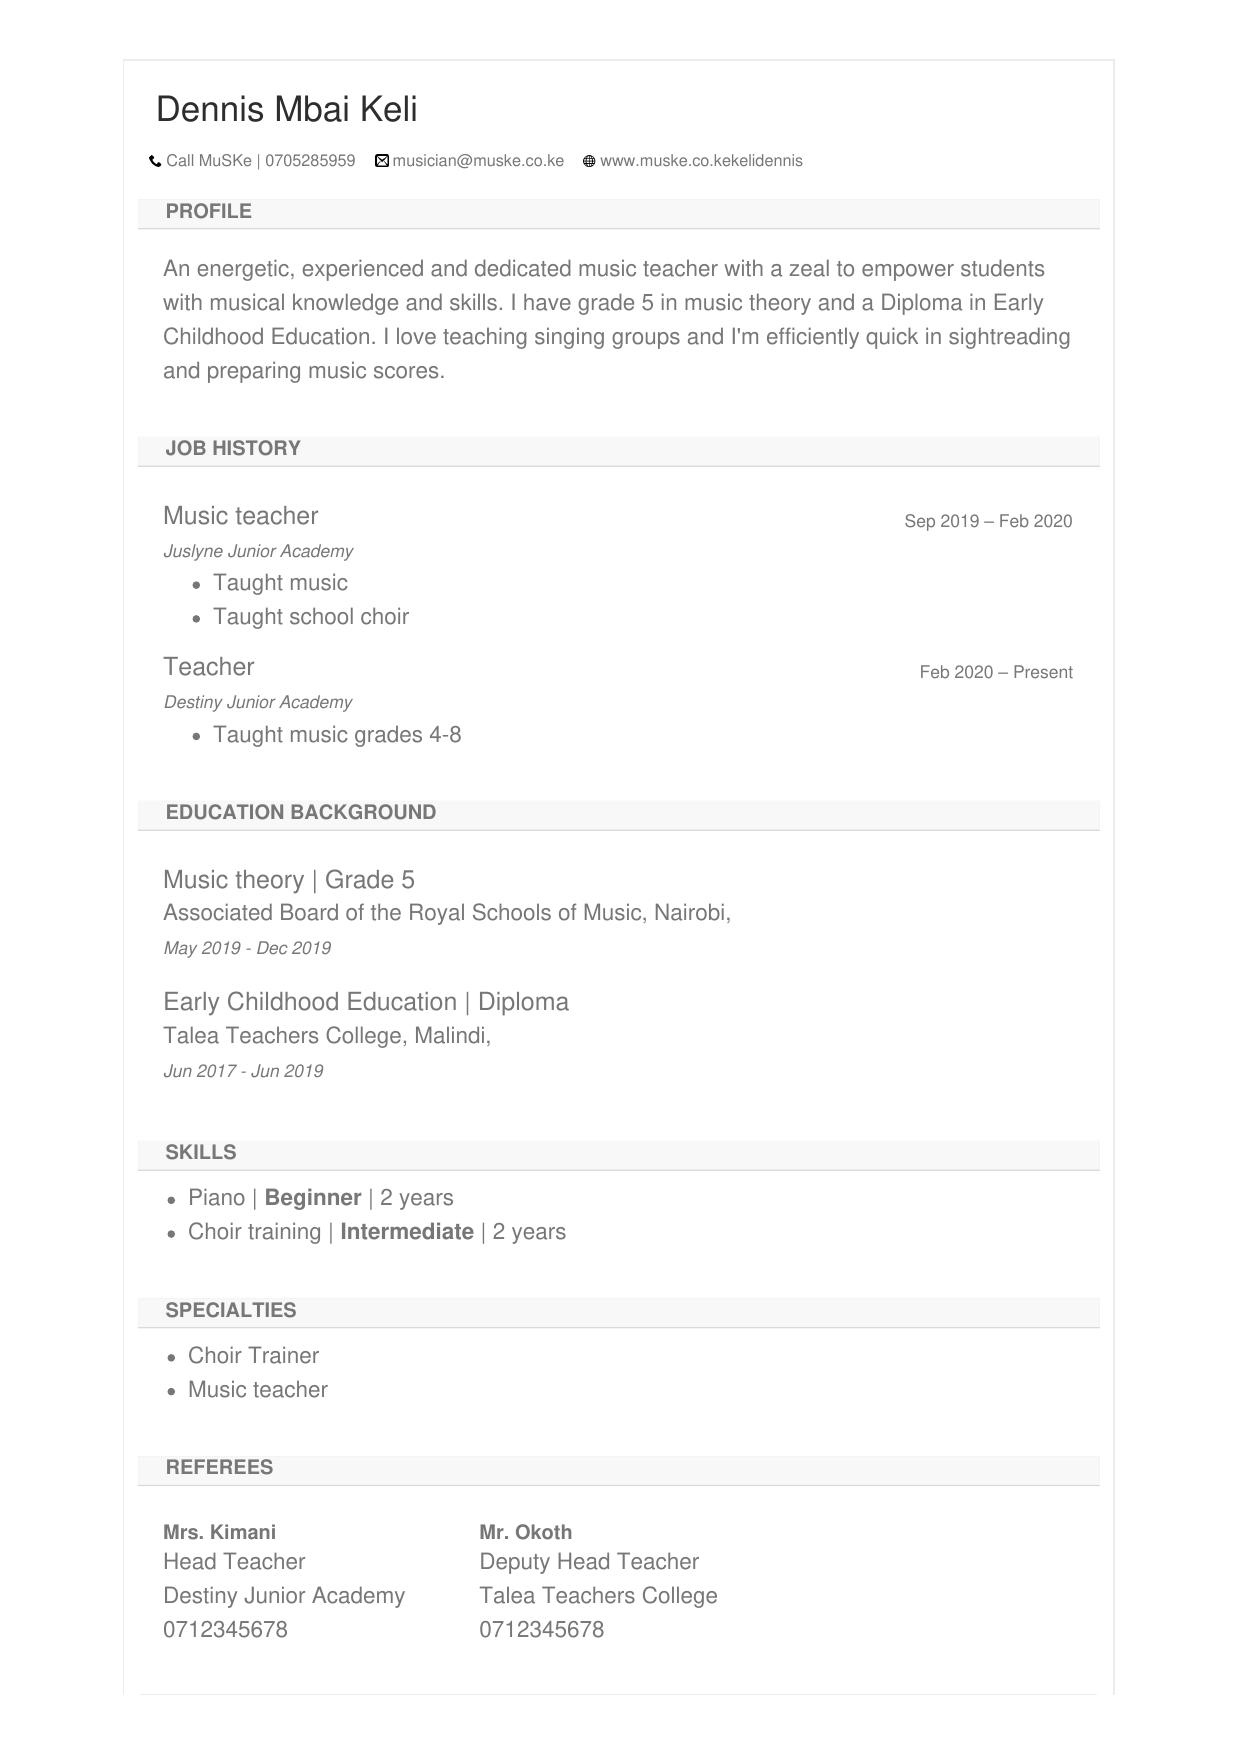 Dennis Mbai Keli
Call MuSKe | 0705285959 musician@muske.co.ke www.muske.co.kekelidennis
PROFILE
An energetic, experienced and dedicated music teacher with a zeal to empower students
with musical knowledge and skills. I have grade 5 in music theory and a Diploma in Early
Childhood Education. I love teaching singing groups and I'm efficiently quick in sightreading
and preparing music scores.
JOB HISTORY
Music teacher Sep 2019 – Feb 2020
Juslyne Junior Academy
• Taught music
• Taught school choir
Teacher Feb 2020 – Present
Destiny Junior Academy
• Taught music grades 4-8
EDUCATION BACKGROUND
Music theory | Grade 5
Associated Board of the Royal Schools of Music, Nairobi,
May 2019 - Dec 2019
Early Childhood Education | Diploma
Talea Teachers College, Malindi,
Jun 2017 - Jun 2019
SKILLS
• Piano | Beginner | 2 years
• Choir training | Intermediate | 2 years
SPECIALTIES
• Choir Trainer
• Music teacher
REFEREES
Mrs. Kimani
Head Teacher
Destiny Junior Academy
0712345678
Mr. Okoth
Deputy Head Teacher
Talea Teachers College
0712345678